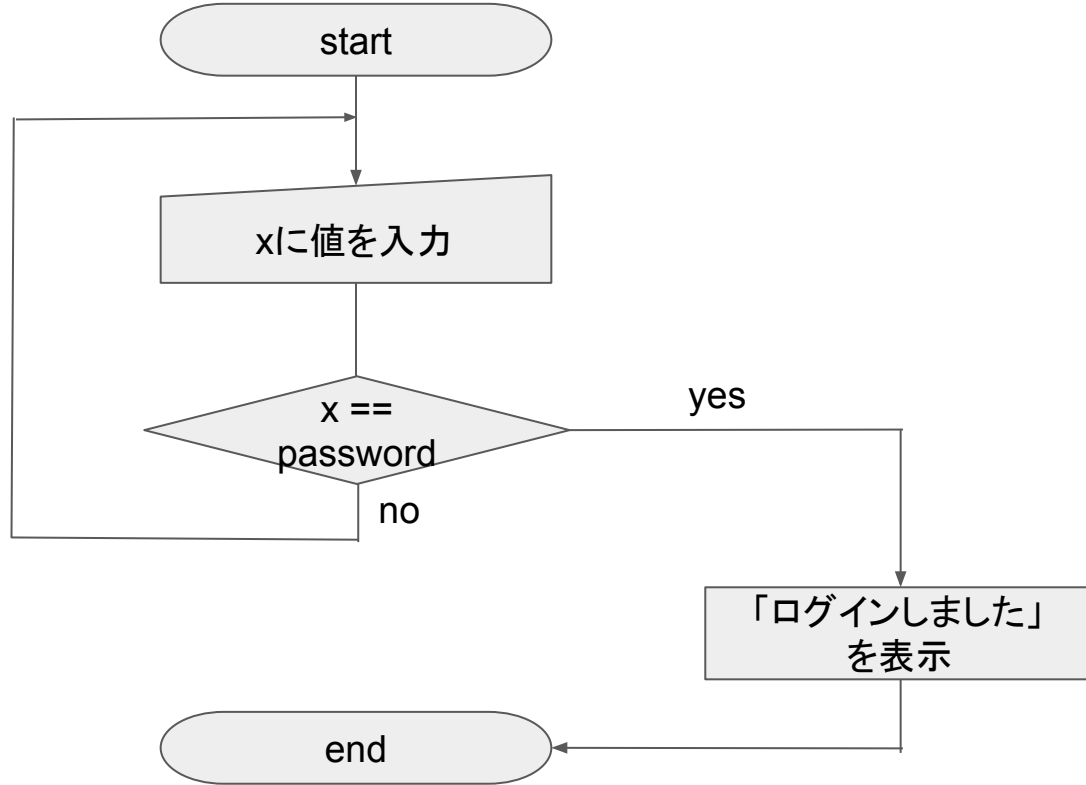 start
xに値を入力
x ==
password
yes
no
「ログインしました」
を表示
end